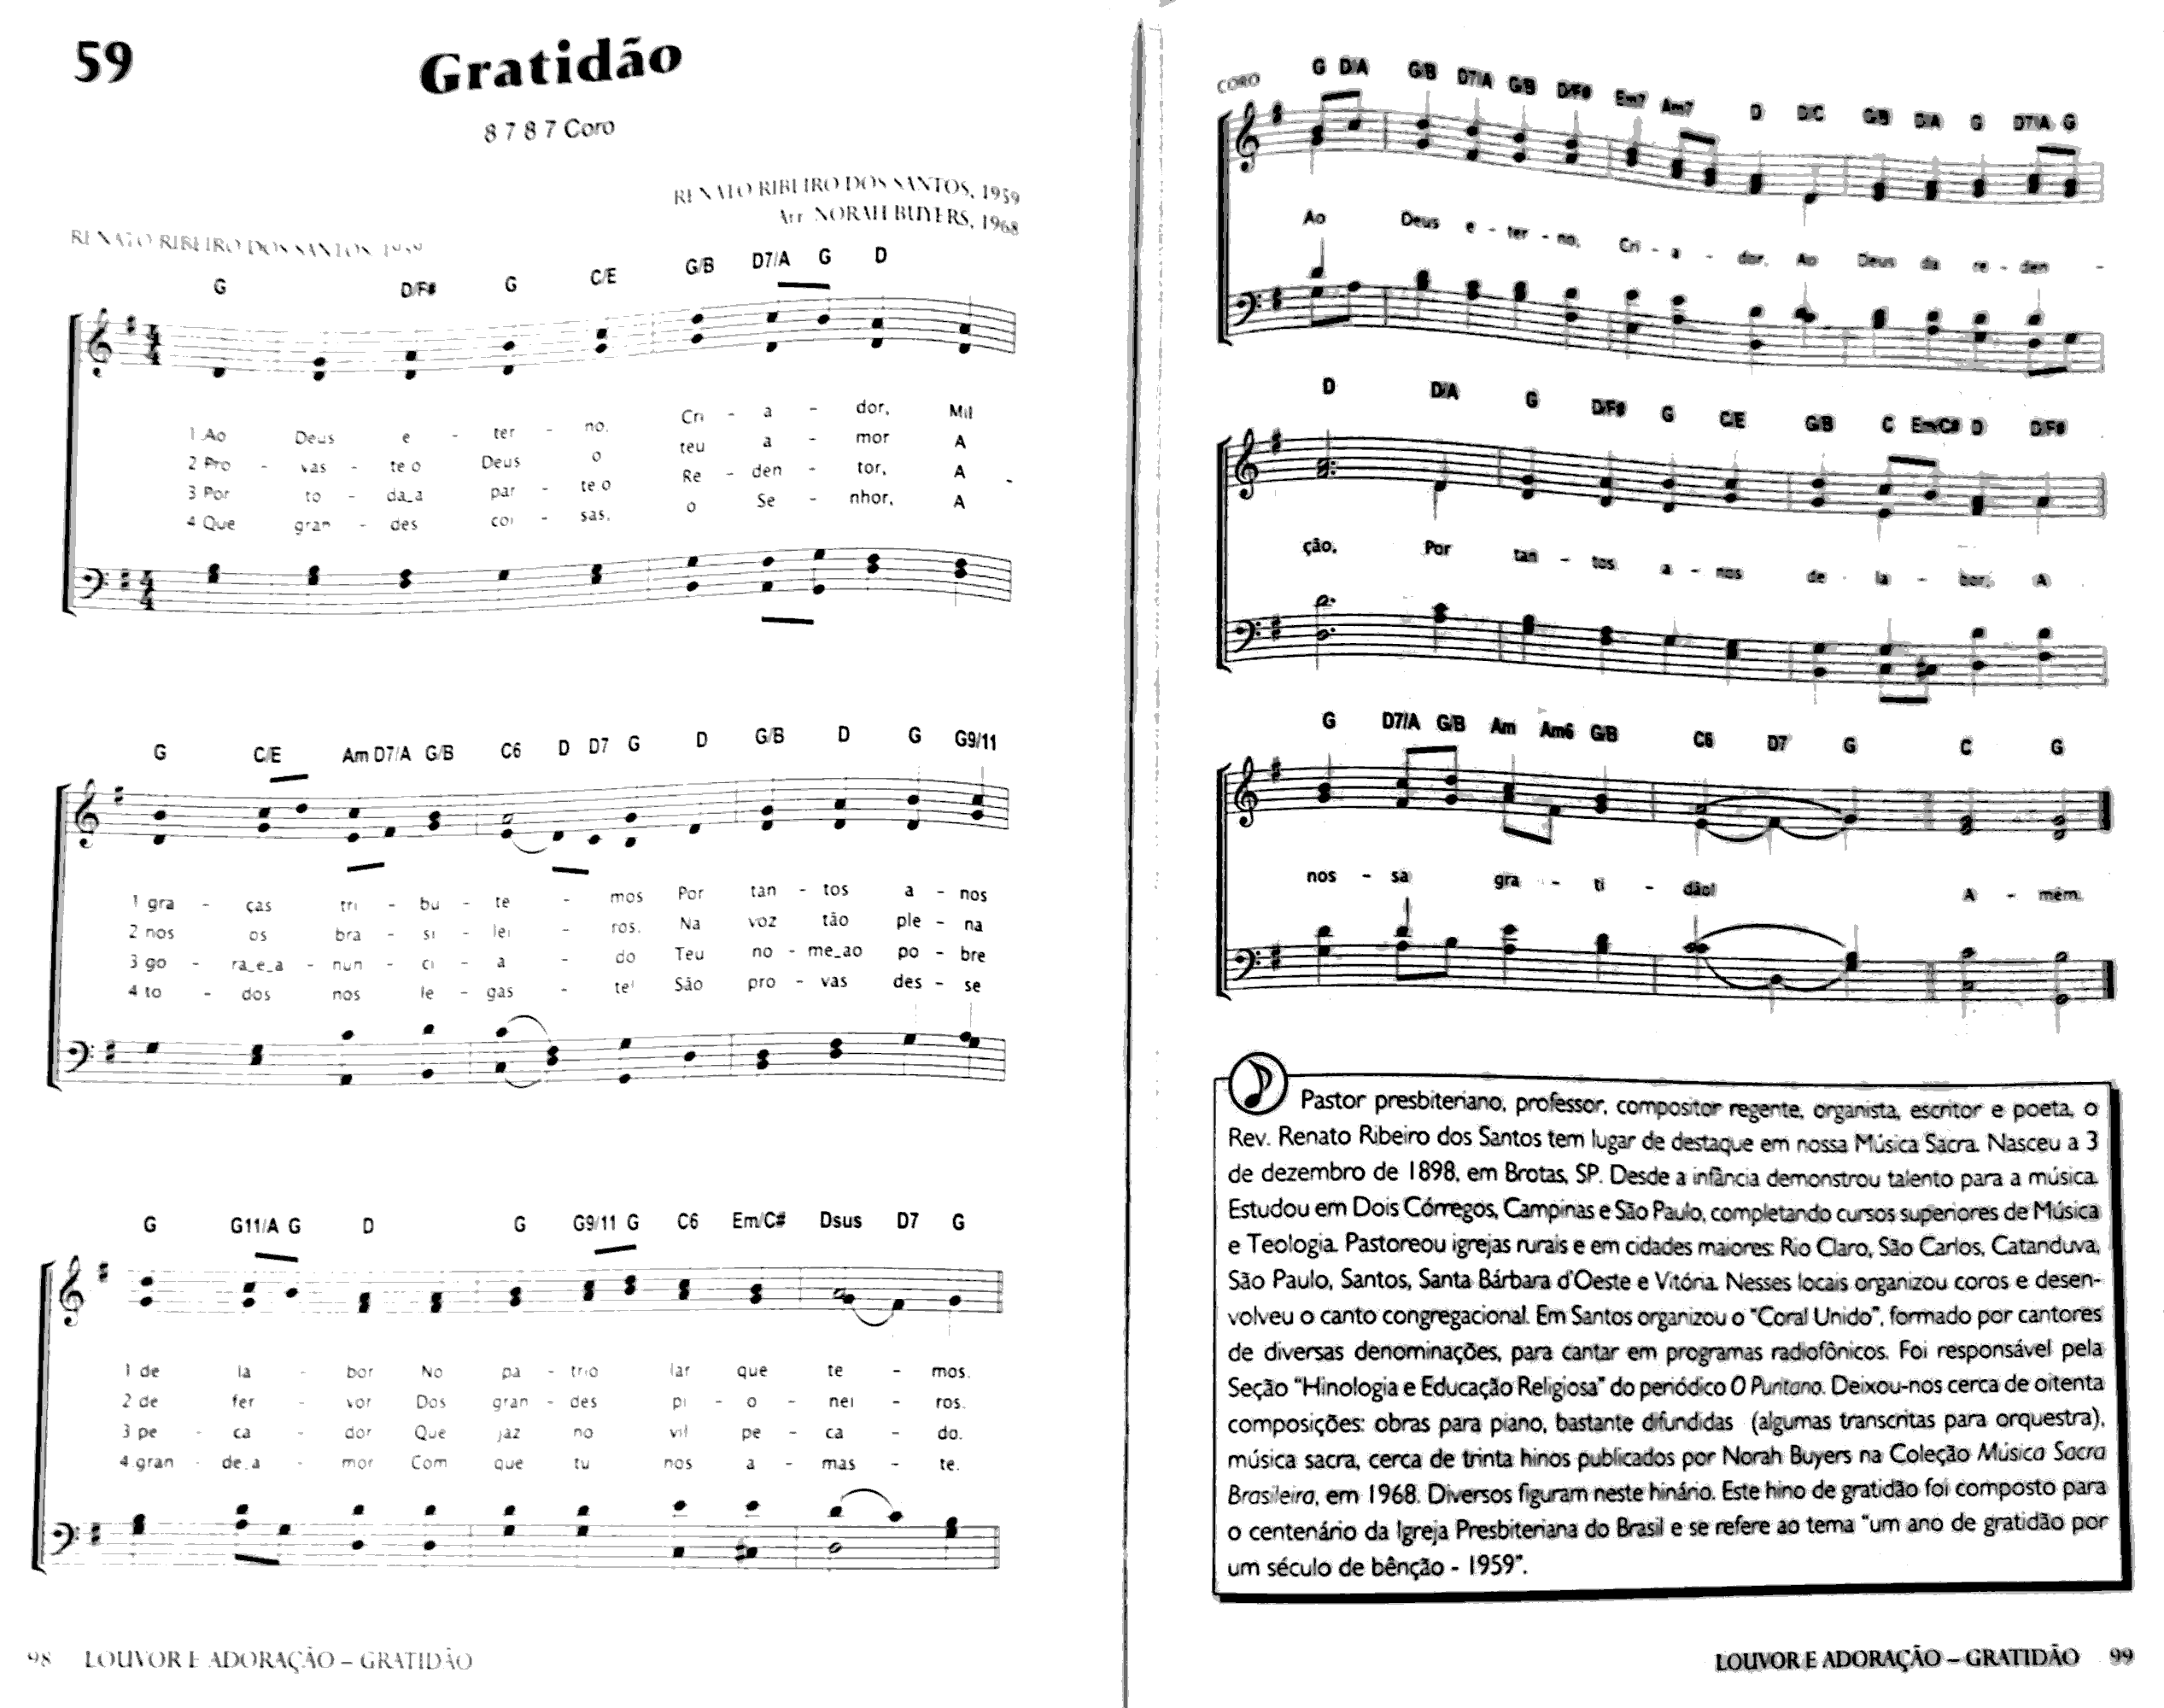 59
Gratidão
8 7 8 7 Coro
RENATO RIBEIRO DOS SANTOS, 1959
Arr. NORAH BUYERS, 1968
RENATO RIBEIRO DOS SANTOS, 1959
G D/F# G C/E G/B D7/A G D
1 Ao Deus e - ter - no, Cri - a - dor, Mil
2 Pro - vas - te o Deus o teu a - mor A
3 Por to - da_a par - te o Re - den - tor, A -
4 Que gran - des coi - sas, o Se - nhor, A
G C/E Am D7/A G/B C6 D D7 G D G/B D G G9/11
1 gra - ças tri - bu - te - mos Por tan - tos a - nos
2 nos os bra - si - lei - ros. Na voz tão ple - na
3 go - ra_e_a - nun - ci - a - do Teu no - me_ao po - bre
4 to - dos nos le - gas - te! São pro - vas des - se
G G11/A G D G G9/11 G C6 Em/C# Dsus D7 G
1 de la - bor No pa - trio lar que te - mos.
2 de fer - vor Dos gran - des pi - o - nei - ros.
3 pe - ca - dor Que jaz no vil pe - ca - do.
4 gran - de_a - mor Com que tu nos a - mas - te.
98 LOUVOR E ADORAÇÃO – GRATIDÃO
CORO
G D/A G/B D7/A G/B D/F# Em7 Am7 D D/C G/B D/A G D7/A G
Ao Deus e - ter - no, Cri - a - dor, Ao Deus da re - den -
D D/A G D/F# G C/E G/B C Em/C# D D/F#
ção, Por tan - tos a - nos de - la - bor, A
G D7/A G/B Am Am6 G/B C6 D7 G C G
nos - sa gra - ti - dão! A - mém.
Pastor presbiteriano, professor, compositor regente, organista, escritor e poeta, o
Rev. Renato Ribeiro dos Santos tem lugar de destaque em nossa Música Sacra. Nasceu a 3
de dezembro de 1898, em Brotas, SP. Desde a infância demonstrou talento para a música.
Estudou em Dois Córregos, Campinas e São Paulo, completando cursos superiores de Música
e Teologia. Pastoreou igrejas rurais e em cidades maiores: Rio Claro, São Carlos, Catanduva,
São Paulo, Santos, Santa Bárbara d'Oeste e Vitória. Nesses locais organizou coros e desen-
volveu o canto congregacional. Em Santos organizou o "Coral Unido", formado por cantores
de diversas denominações, para cantar em programas radiofônicos. Foi responsável pela
Seção "Hinologia e Educação Religiosa" do periódico O Puritano. Deixou-nos cerca de oitenta
composições: obras para piano, bastante difundidas (algumas transcritas para orquestra),
música sacra, cerca de trinta hinos publicados por Norah Buyers na Coleção Música Sacra
Brasileira, em 1968. Diversos figuram neste hinário. Este hino de gratidão foi composto para
o centenário da Igreja Presbiteriana do Brasil e se refere ao tema "um ano de gratidão por
um século de bênção - 1959".
LOUVOR E ADORAÇÃO – GRATIDÃO 99